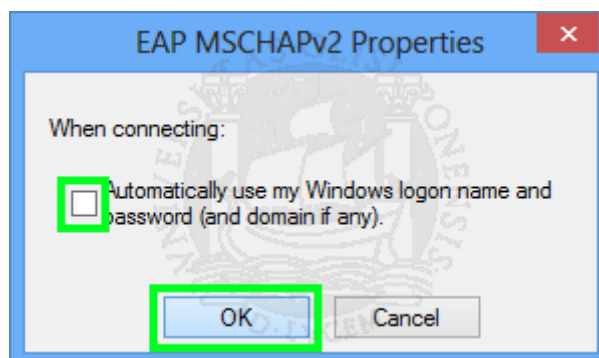 EAP MSCHAPv2 Properties
When connecting:
Automatically use my Windows logon name and
password (and domain if any).
OK
Cancel